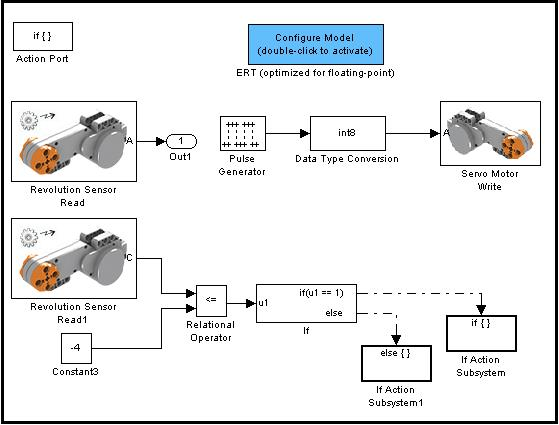 if { }
Action Port
Configure Model
(double-click to activate)
ERT (optimized for floating-point)
A
Revolution Sensor
Read
1
Out1
Pulse
Generator
int8
Data Type Conversion
A
Servo Motor
Write
C
Revolution Sensor
Read1
-4
Constant3
<=
Relational
Operator
u1
if(u1 == 1)
else
If
if { }
If Action
Subsystem
else { }
If Action
Subsystem1